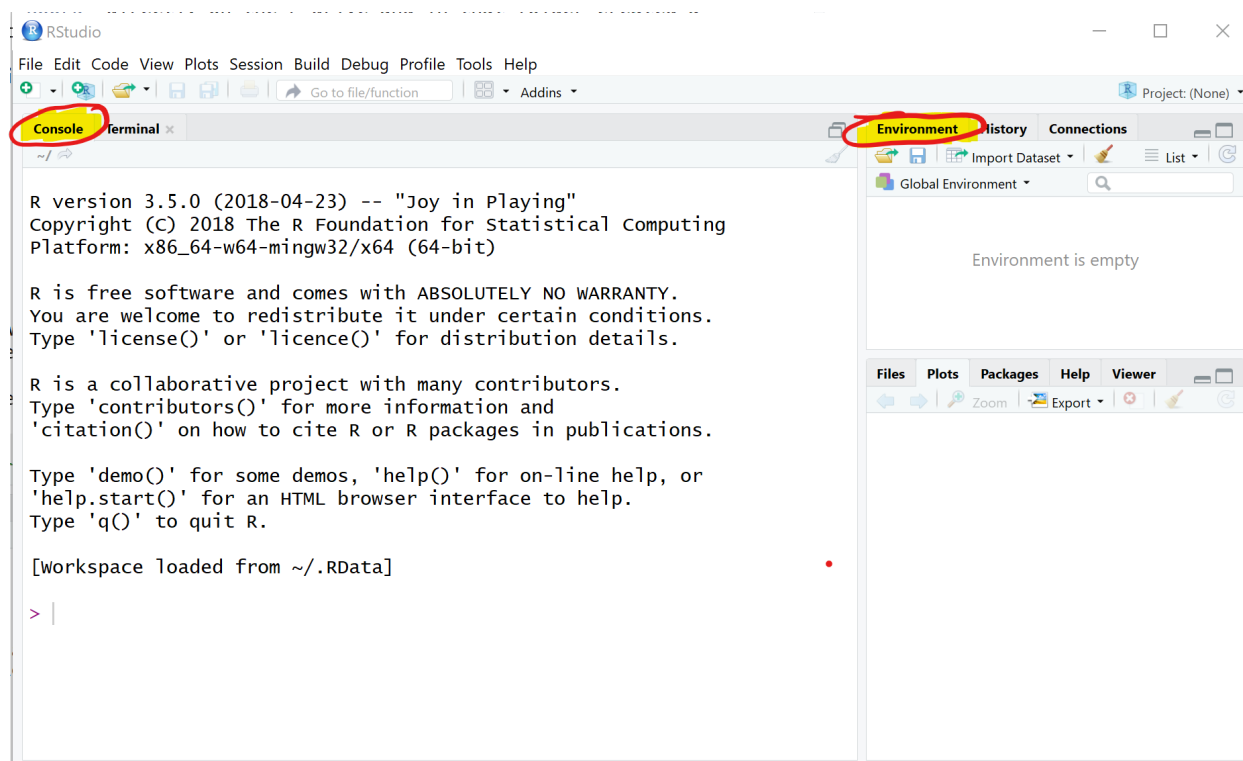 RStudio
File Edit Code View Plots Session Build Debug Profile Tools Help
Go to file/function Addins Project: (None)
Console Terminal
~/
R version 3.5.0 (2018-04-23) -- "Joy in Playing"
Copyright (C) 2018 The R Foundation for Statistical Computing
Platform: x86_64-w64-mingw32/x64 (64-bit)
R is free software and comes with ABSOLUTELY NO WARRANTY.
You are welcome to redistribute it under certain conditions.
Type 'license()' or 'licence()' for distribution details.
R is a collaborative project with many contributors.
Type 'contributors()' for more information and
'citation()' on how to cite R or R packages in publications.
Type 'demo()' for some demos, 'help()' for on-line help, or
'help.start()' for an HTML browser interface to help.
Type 'q()' to quit R.
[Workspace loaded from ~/.RData]
>
Environment History Connections
Import Dataset List
Global Environment
Environment is empty
Files Plots Packages Help Viewer
Zoom Export